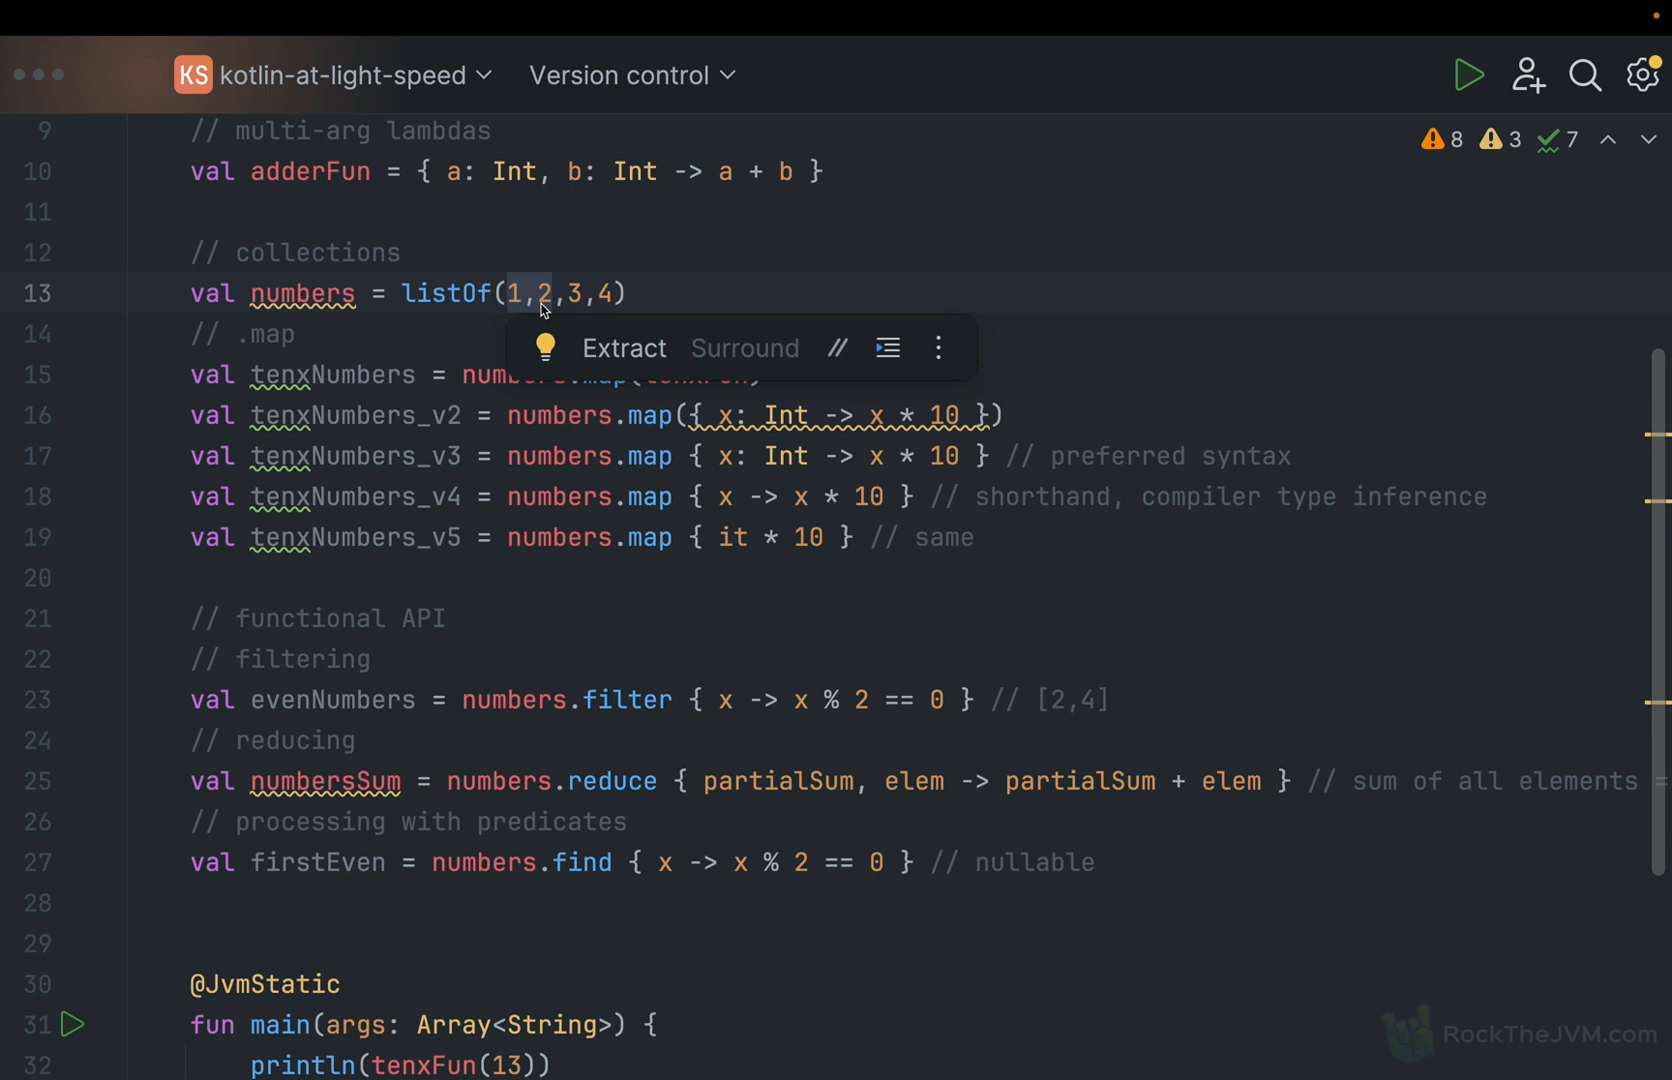 KS kotlin-at-light-speed Version control
8 3 7
9 // multi-arg lambdas
10 val adderFun = { a: Int, b: Int -> a + b }
11
12 // collections
13 val numbers = listOf(1,2,3,4)
14 // .map
Extract Surround //
15 val tenxNumbers = numbers.map(tenxFun)
16 val tenxNumbers_v2 = numbers.map({ x: Int -> x * 10 })
17 val tenxNumbers_v3 = numbers.map { x: Int -> x * 10 } // preferred syntax
18 val tenxNumbers_v4 = numbers.map { x -> x * 10 } // shorthand, compiler type inference
19 val tenxNumbers_v5 = numbers.map { it * 10 } // same
20
21 // functional API
22 // filtering
23 val evenNumbers = numbers.filter { x -> x % 2 == 0 } // [2,4]
24 // reducing
25 val numbersSum = numbers.reduce { partialSum, elem -> partialSum + elem } // sum of all elements =
26 // processing with predicates
27 val firstEven = numbers.find { x -> x % 2 == 0 } // nullable
28
29
30 @JvmStatic
31 fun main(args: Array<String>) {
32 println(tenxFun(13))
RockTheJVM.com